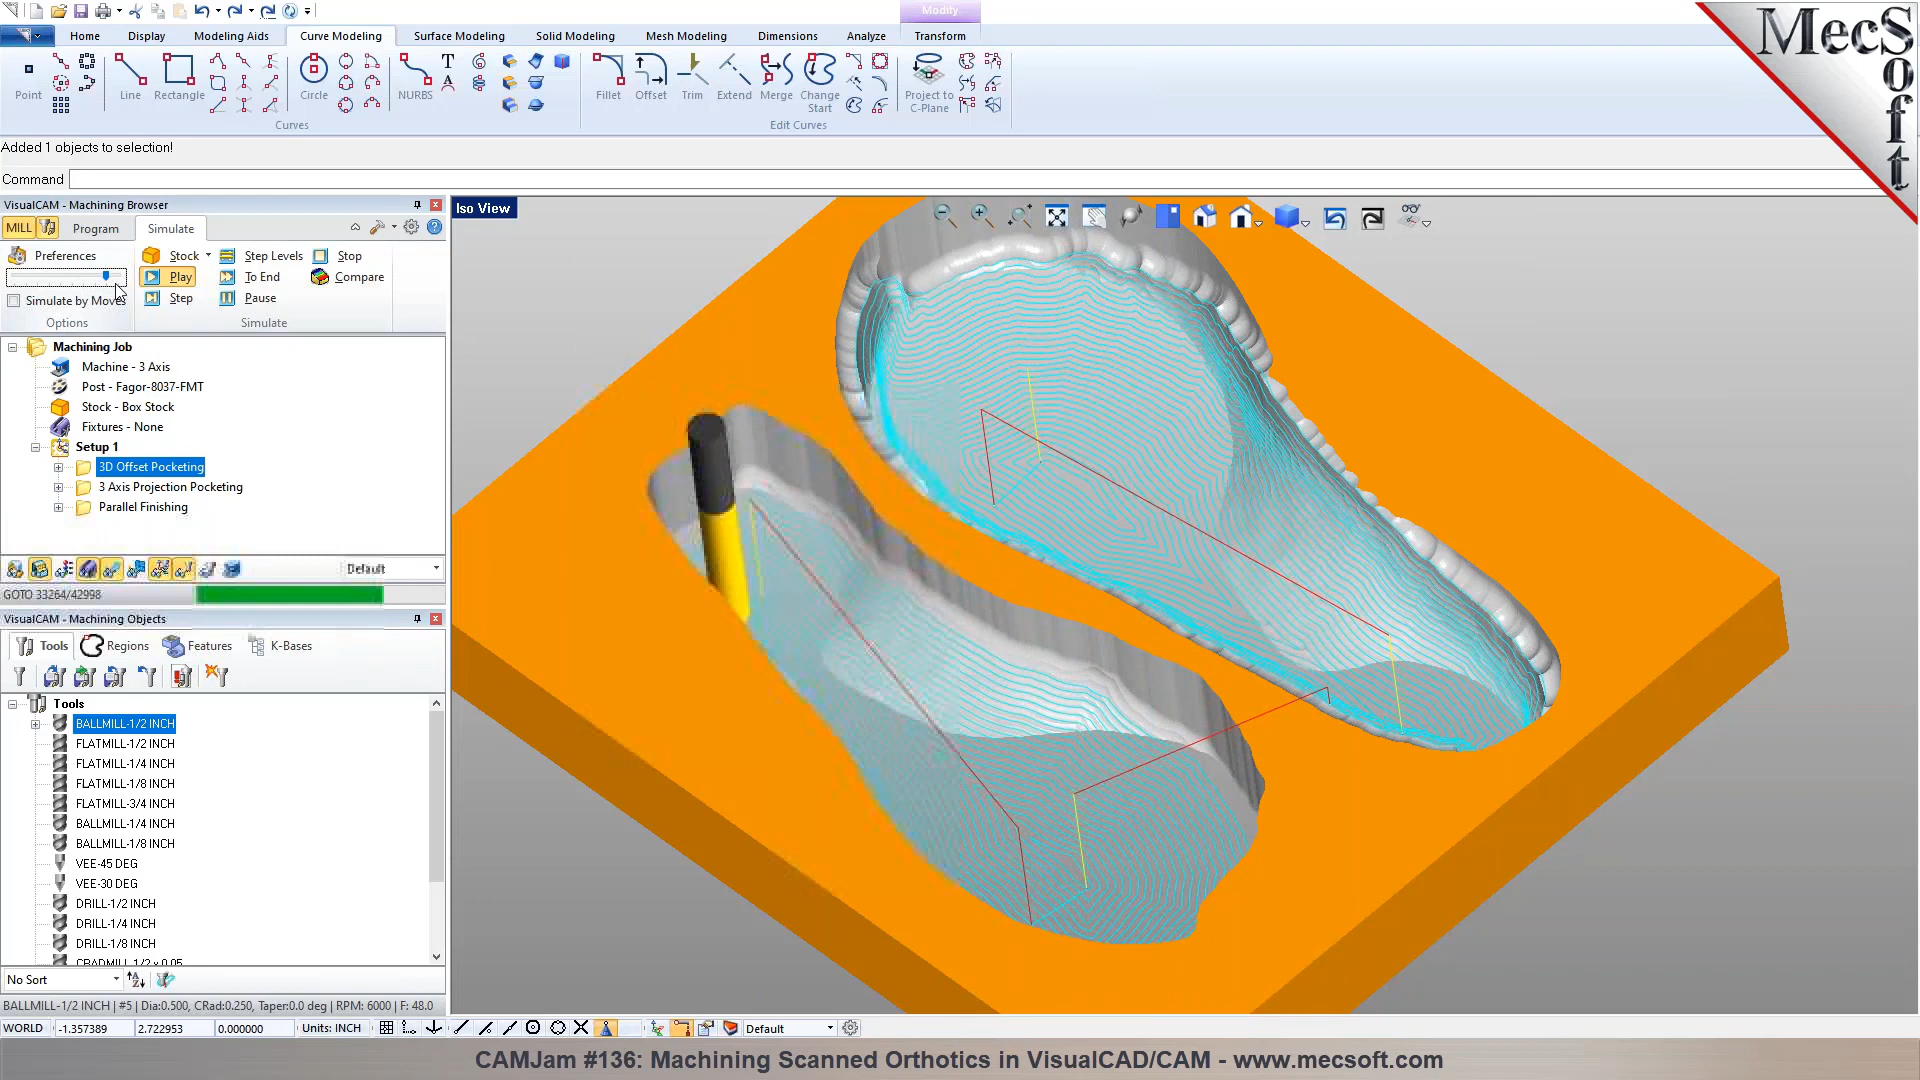 Modify
Home Display Modeling Aids Curve Modeling Surface Modeling Solid Modeling Mesh Modeling Dimensions Analyze Transform
Point Line Rectangle Circle NURBS Fillet Offset Trim Extend Merge Change Start Project to C-Plane
Curves Edit Curves
MecSoft
Added 1 objects to selection!
Command
VisualCAM - Machining Browser
MILL Program Simulate
Preferences Stock Step Levels Stop
Play To End Compare
Simulate by Moves Step Pause
Options Simulate
Machining Job
Machine - 3 Axis
Post - Fagor-8037-FMT
Stock - Box Stock
Fixtures - None
Setup 1
3D Offset Pocketing
3 Axis Projection Pocketing
Parallel Finishing
Default
GOTO 33264/42998
VisualCAM - Machining Objects
Tools Regions Features K-Bases
Tools
BALLMILL-1/2 INCH
FLATMILL-1/2 INCH
FLATMILL-1/4 INCH
FLATMILL-1/8 INCH
FLATMILL-3/4 INCH
BALLMILL-1/4 INCH
BALLMILL-1/8 INCH
VEE-45 DEG
VEE-30 DEG
DRILL-1/2 INCH
DRILL-1/4 INCH
DRILL-1/8 INCH
CRADMILL 1/2 x 0.05
No Sort
BALLMILL-1/2 INCH | #5 | Dia:0.500, CRad:0.250, Taper:0.0 deg | RPM: 6000 | F: 48.0
Iso View
WORLD -1.357389 2.722953 0.000000 Units: INCH Default
CAMJam #136: Machining Scanned Orthotics in VisualCAD/CAM - www.mecsoft.com